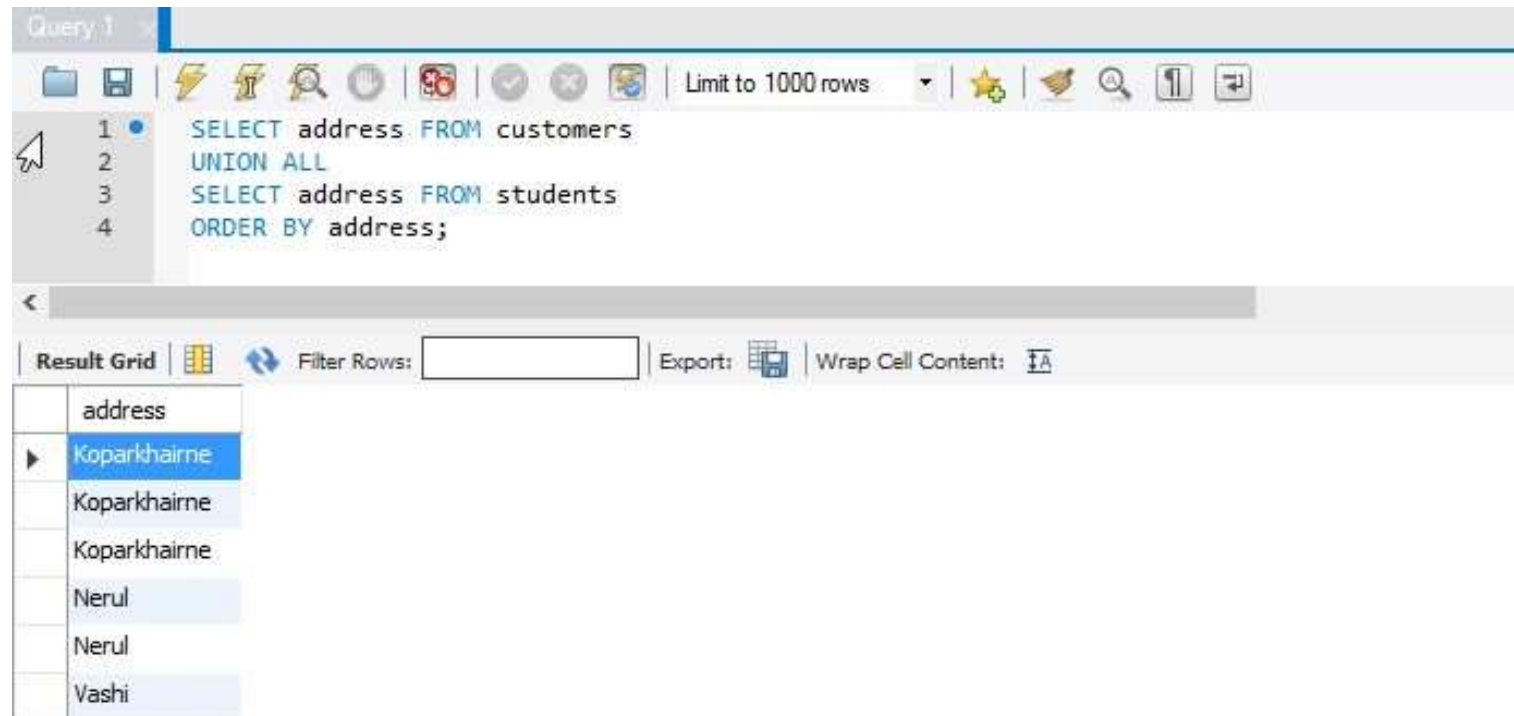 Query 1
Limit to 1000 rows
1 SELECT address FROM customers
2 UNION ALL
3 SELECT address FROM students
4 ORDER BY address;
Result Grid Filter Rows: Export: Wrap Cell Content:
address
Koparkhairne
Koparkhairne
Koparkhairne
Nerul
Nerul
Vashi